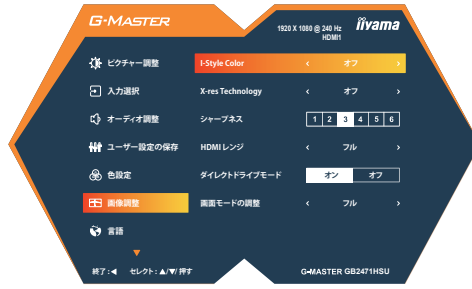 G-MASTER
1920 X 1080 @ 240 Hz
HDMI1
iiyama
ピクチャー調整
I-Style Color ‹ オフ ›
入力選択
X-res Technology ‹ オフ ›
オーディオ調整
シャープネス 1 2 3 4 5 6
ユーザー設定の保存
HDMI レンジ ‹ フル ›
色設定
ダイレクトドライブモード オン オフ
画像調整
画面モードの調整 ‹ フル ›
言語
終了 : ◀ セレクト : ▲/▼/ 押す
G-MASTER GB2471HSU